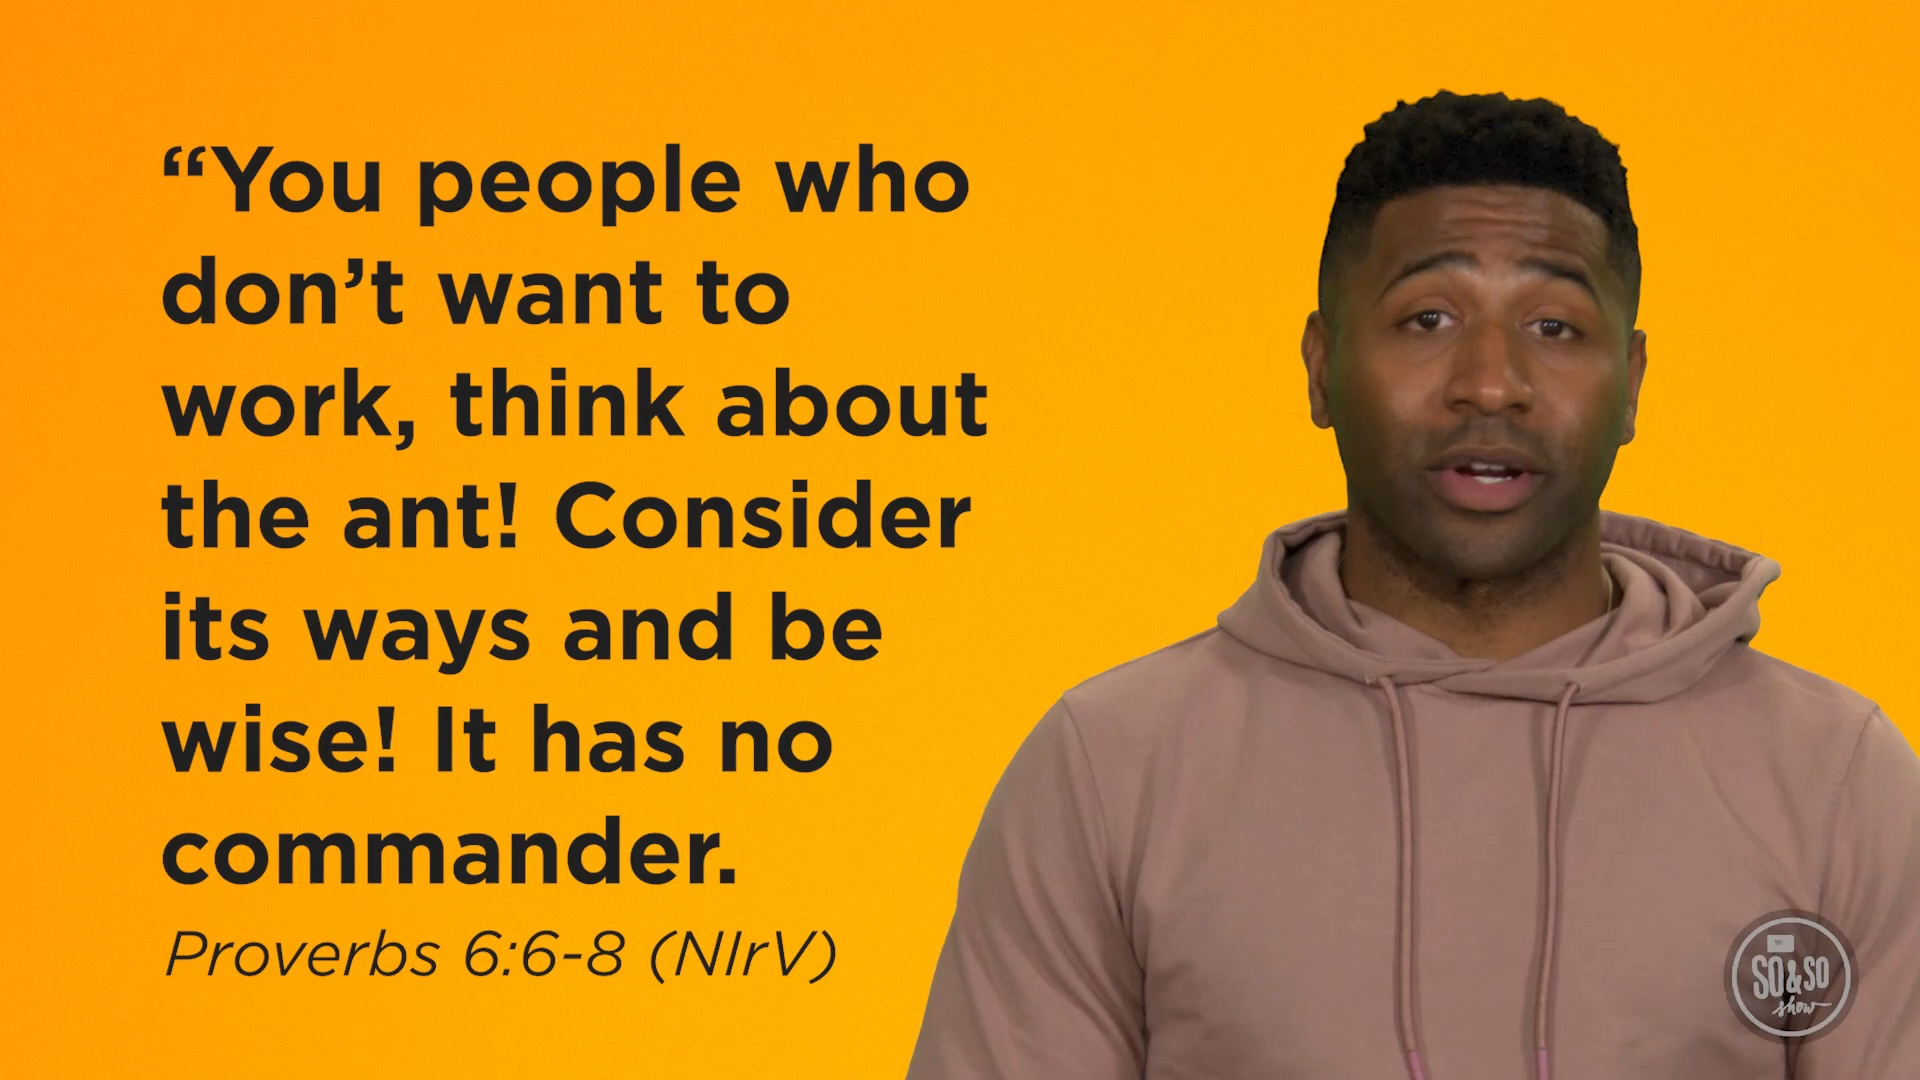 “You people who
don’t want to
work, think about
the ant! Consider
its ways and be
wise! It has no
commander.
Proverbs 6:6-8 (NIrV)
SO&SO
show